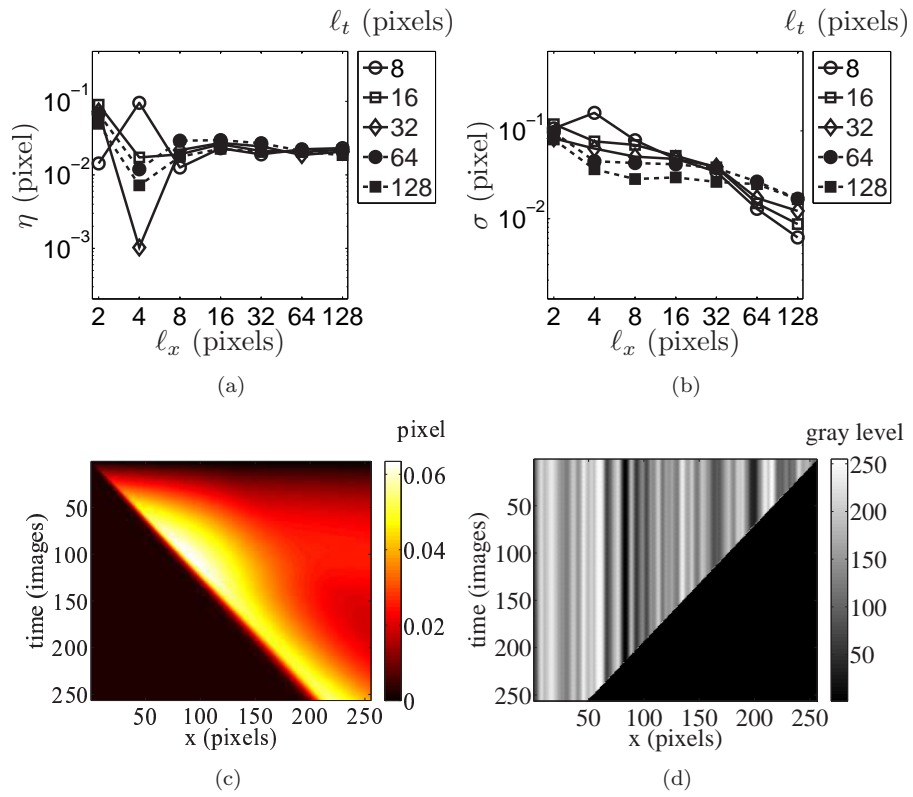 ℓt (pixels)
8
16
32
64
128
10⁻¹
10⁻²
10⁻³
η (pixel)
2 4 8 16 32 64 128
ℓx (pixels)
(a)
ℓt (pixels)
8
16
32
64
128
10⁻¹
10⁻²
σ (pixel)
2 4 8 16 32 64 128
ℓx (pixels)
(b)
pixel
0.06
0.04
0.02
0
50
100
150
200
250
time (images)
50 100 150 200 250
x (pixels)
(c)
gray level
250
200
150
100
50
50
100
150
200
250
time (images)
50 100 150 200 250
x (pixels)
(d)